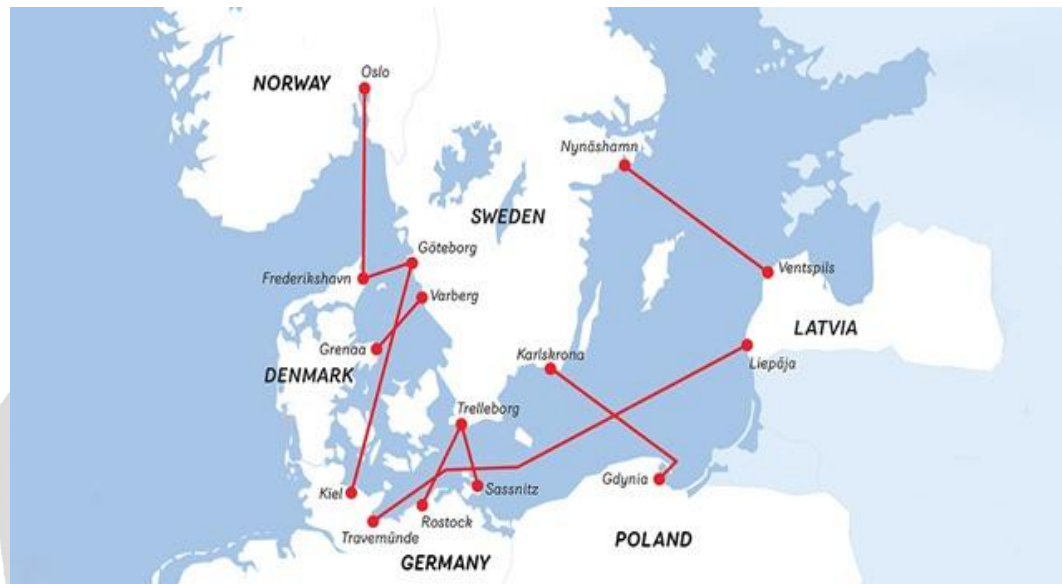 Oslo
NORWAY
Nynäshamn
SWEDEN
Göteborg
Frederikshavn
Ventspils
Varberg
LATVIA
Grenaa
Karlskrona
Liepāja
DENMARK
Trelleborg
Gdynia
Sassnitz
Kiel
Rostock
Travemünde
POLAND
GERMANY